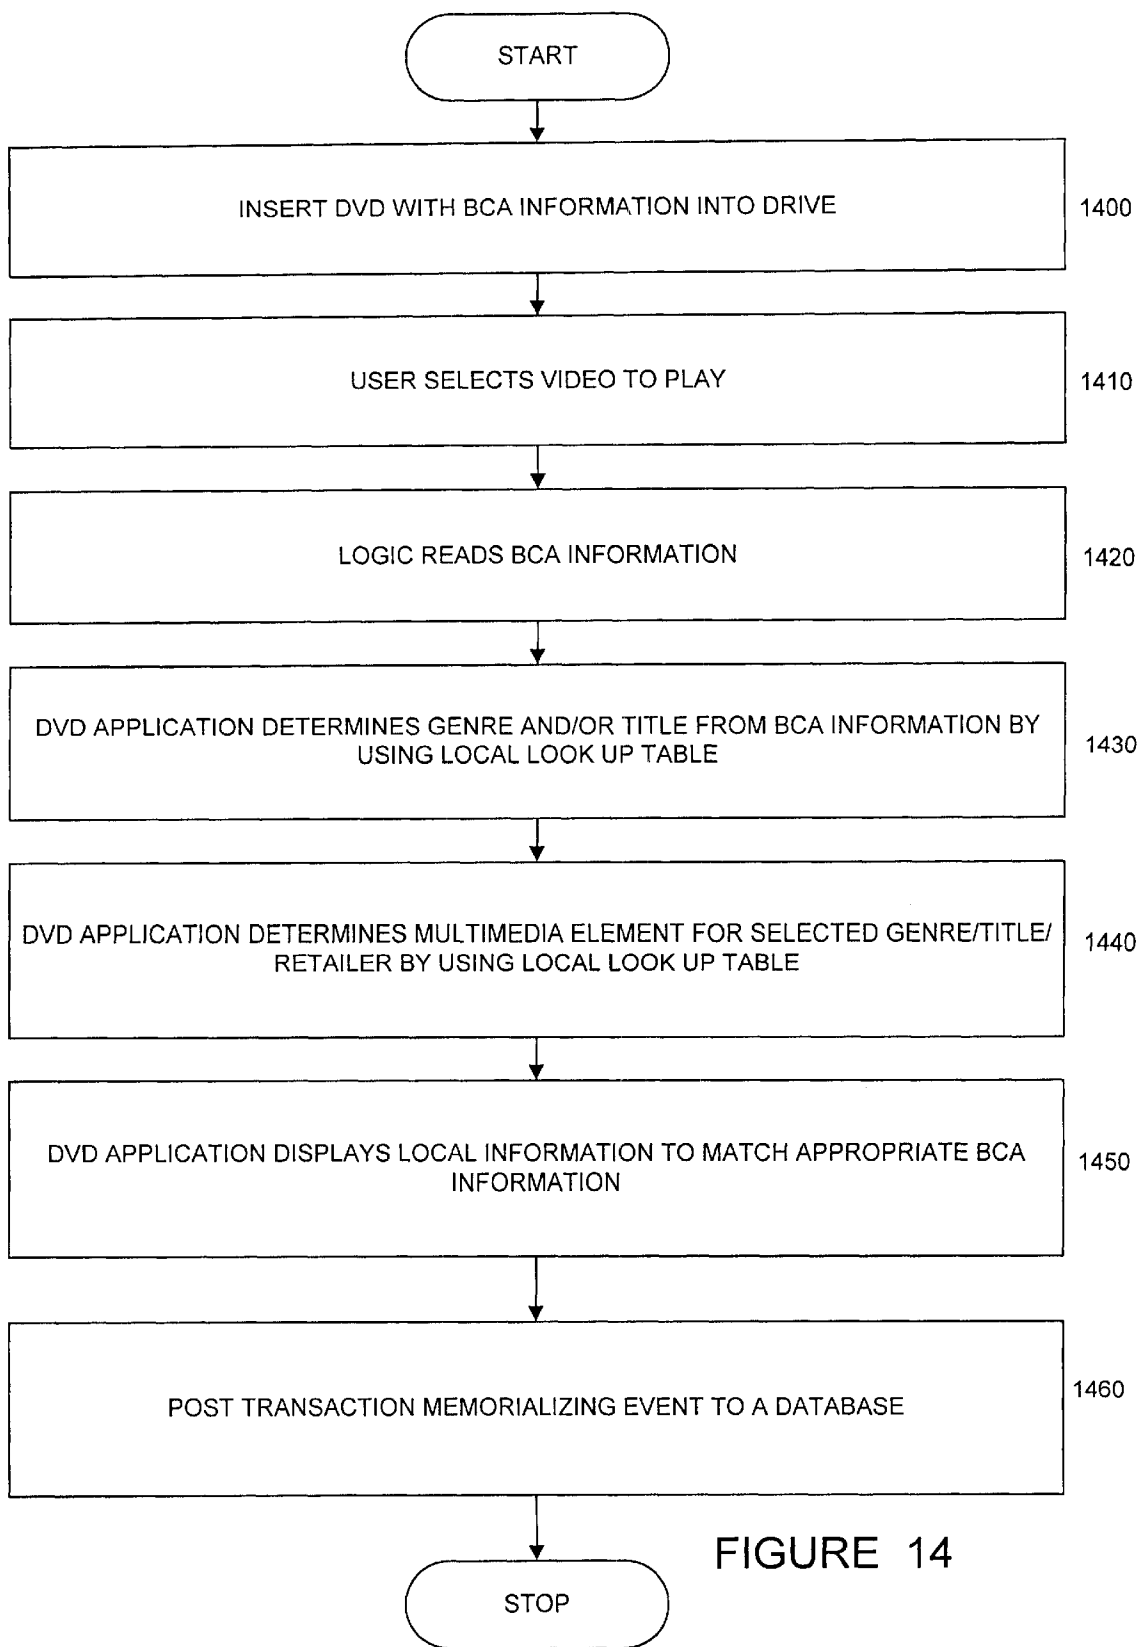 START
INSERT DVD WITH BCA INFORMATION INTO DRIVE
1400
USER SELECTS VIDEO TO PLAY
1410
LOGIC READS BCA INFORMATION
1420
DVD APPLICATION DETERMINES GENRE AND/OR TITLE FROM BCA INFORMATION BY
USING LOCAL LOOK UP TABLE
1430
DVD APPLICATION DETERMINES MULTIMEDIA ELEMENT FOR SELECTED GENRE/TITLE/
RETAILER BY USING LOCAL LOOK UP TABLE
1440
DVD APPLICATION DISPLAYS LOCAL INFORMATION TO MATCH APPROPRIATE BCA
INFORMATION
1450
POST TRANSACTION MEMORIALIZING EVENT TO A DATABASE
1460
FIGURE 14
STOP